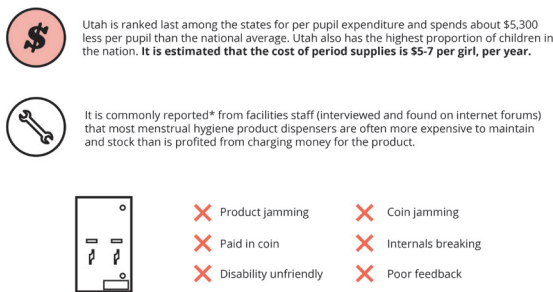 $
Utah is ranked last among the states for per pupil expenditure and spends about $5,300
less per pupil than the national average. Utah also has the highest proportion of children in
the nation. It is estimated that the cost of period supplies is $5-7 per girl, per year.
It is commonly reported* from facilities staff (interviewed and found on internet forums)
that most menstrual hygiene product dispensers are often more expensive to maintain
and stock than is profited from charging money for the product.
Product jamming
Coin jamming
Paid in coin
Internals breaking
Disability unfriendly
Poor feedback